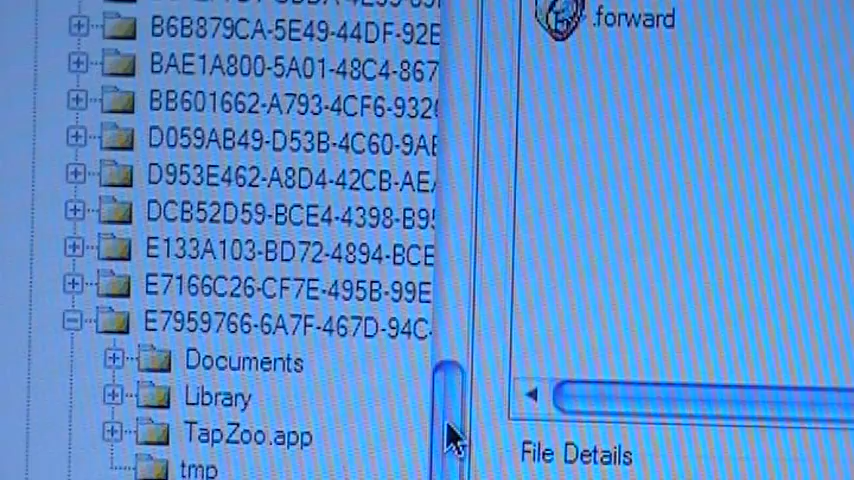 B6B879CA-5E49-44DF-92E
BAE1A800-5A01-48C4-867
BB601662-A793-4CF6-932
D059AB49-D53B-4C60-9AE
D953E462-A8D4-42CB-AE
DCB52D59-BCE4-4398-B9
E133A103-BD72-4894-BCE
E7166C26-CF7E-495B-99E
E7959766-6A7F-467D-94C
Documents
Library
TapZoo.app
tmp
.forward
File Details